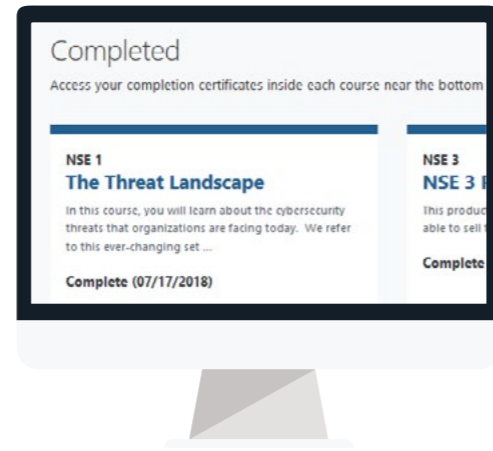 Completed
Access your completion certificates inside each course near the bottom
NSE 1
The Threat Landscape
In this course, you will learn about the cybersecurity
threats that organizations are facing today. We refer
to this ever-changing set ...
Complete (07/17/2018)
NSE 3
NSE 3
This produc
able to sell
Complete